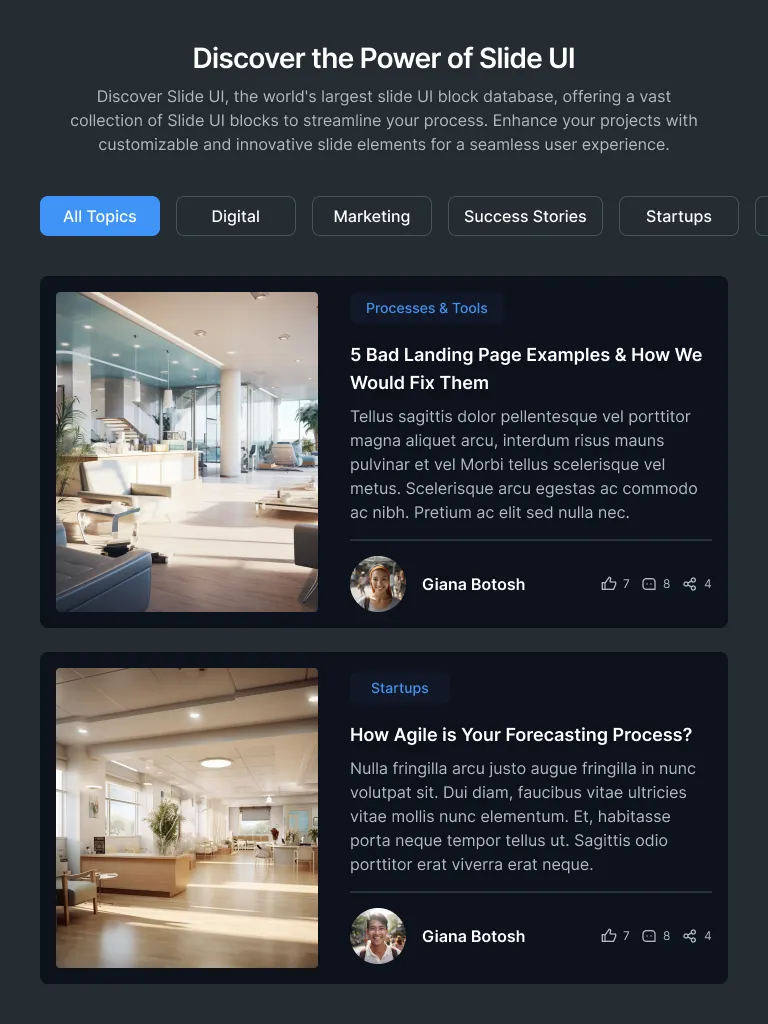 Discover the Power of Slide UI
Discover Slide UI, the world's largest slide UI block database, offering a vast
collection of Slide UI blocks to streamline your process. Enhance your projects with
customizable and innovative slide elements for a seamless user experience.
All Topics
Digital
Marketing
Success Stories
Startups
Processes & Tools
5 Bad Landing Page Examples & How We
Would Fix Them
Tellus sagittis dolor pellentesque vel porttitor
magna aliquet arcu, interdum risus mauns
pulvinar et vel Morbi tellus scelerisque vel
metus. Scelerisque arcu egestas ac commodo
ac nibh. Pretium ac elit sed nulla nec.
Giana Botosh
7
8
4
Startups
How Agile is Your Forecasting Process?
Nulla fringilla arcu justo augue fringilla in nunc
volutpat sit. Dui diam, faucibus vitae ultricies
vitae mollis nunc elementum. Et, habitasse
porta neque tempor tellus ut. Sagittis odio
porttitor erat viverra erat neque.
Giana Botosh
7
8
4